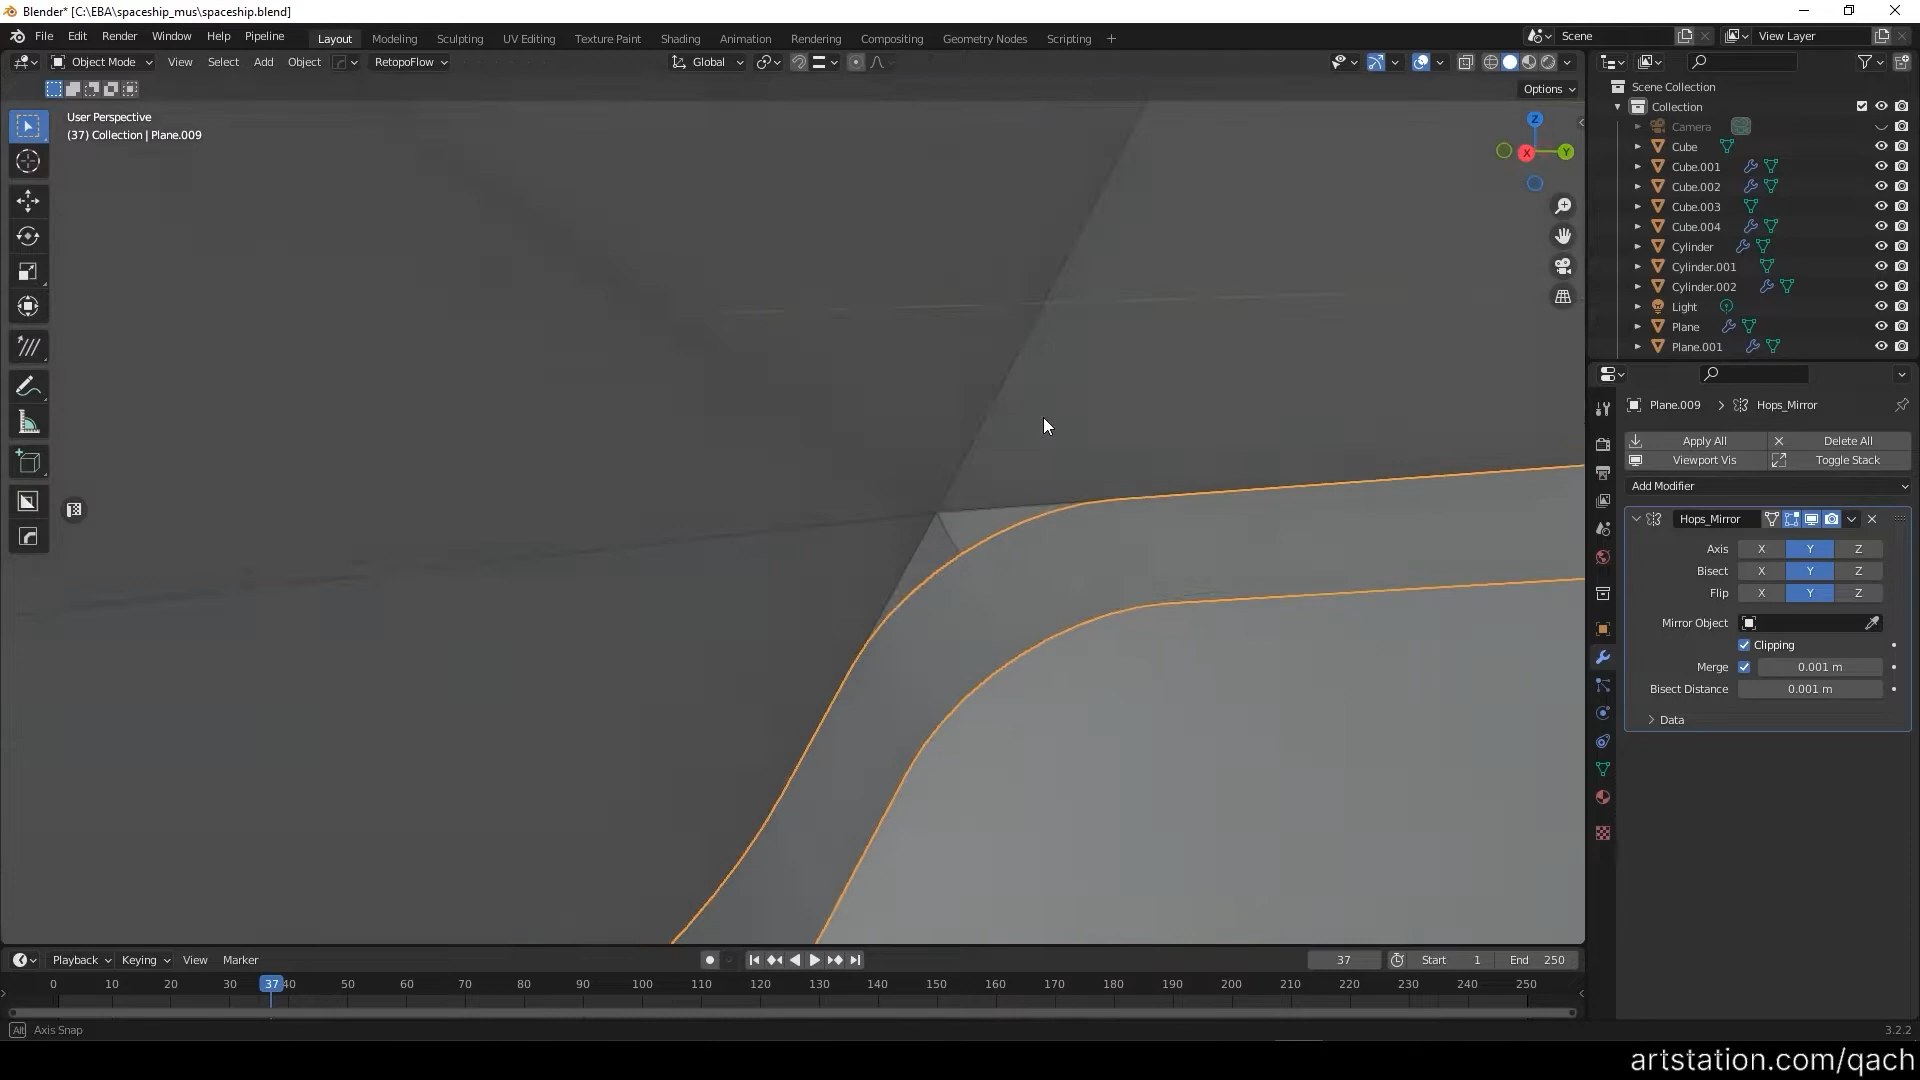 Blender* [C:\EBA\spaceship_mus\spaceship.blend]
File Edit Render Window Help Pipeline Layout Modeling Sculpting UV Editing Texture Paint Shading Animation Rendering Compositing Geometry Nodes Scripting + Scene View Layer
Object Mode View Select Add Object RetopoFlow Global
Options
User Perspective
(37) Collection | Plane.009
Z
X
Y
Scene Collection
Collection
Camera
Cube
Cube.001
Cube.002
Cube.003
Cube.004
Cylinder
Cylinder.001
Cylinder.002
Light
Plane
Plane.001
Plane.009 > Hops_Mirror
Apply All Delete All
Viewport Vis Toggle Stack
Add Modifier
Hops_Mirror
Axis X Y Z
Bisect X Y Z
Flip X Y Z
Mirror Object
Clipping
Merge 0.001 m
Bisect Distance 0.001 m
Data
Playback Keying View Marker 37 Start 1 End 250
0 10 20 30 37 40 50 60 70 80 90 100 110 120 130 140 150 160 170 180 190 200 210 220 230 240 250
Alt Axis Snap 3.2.2
artstation.com/qach